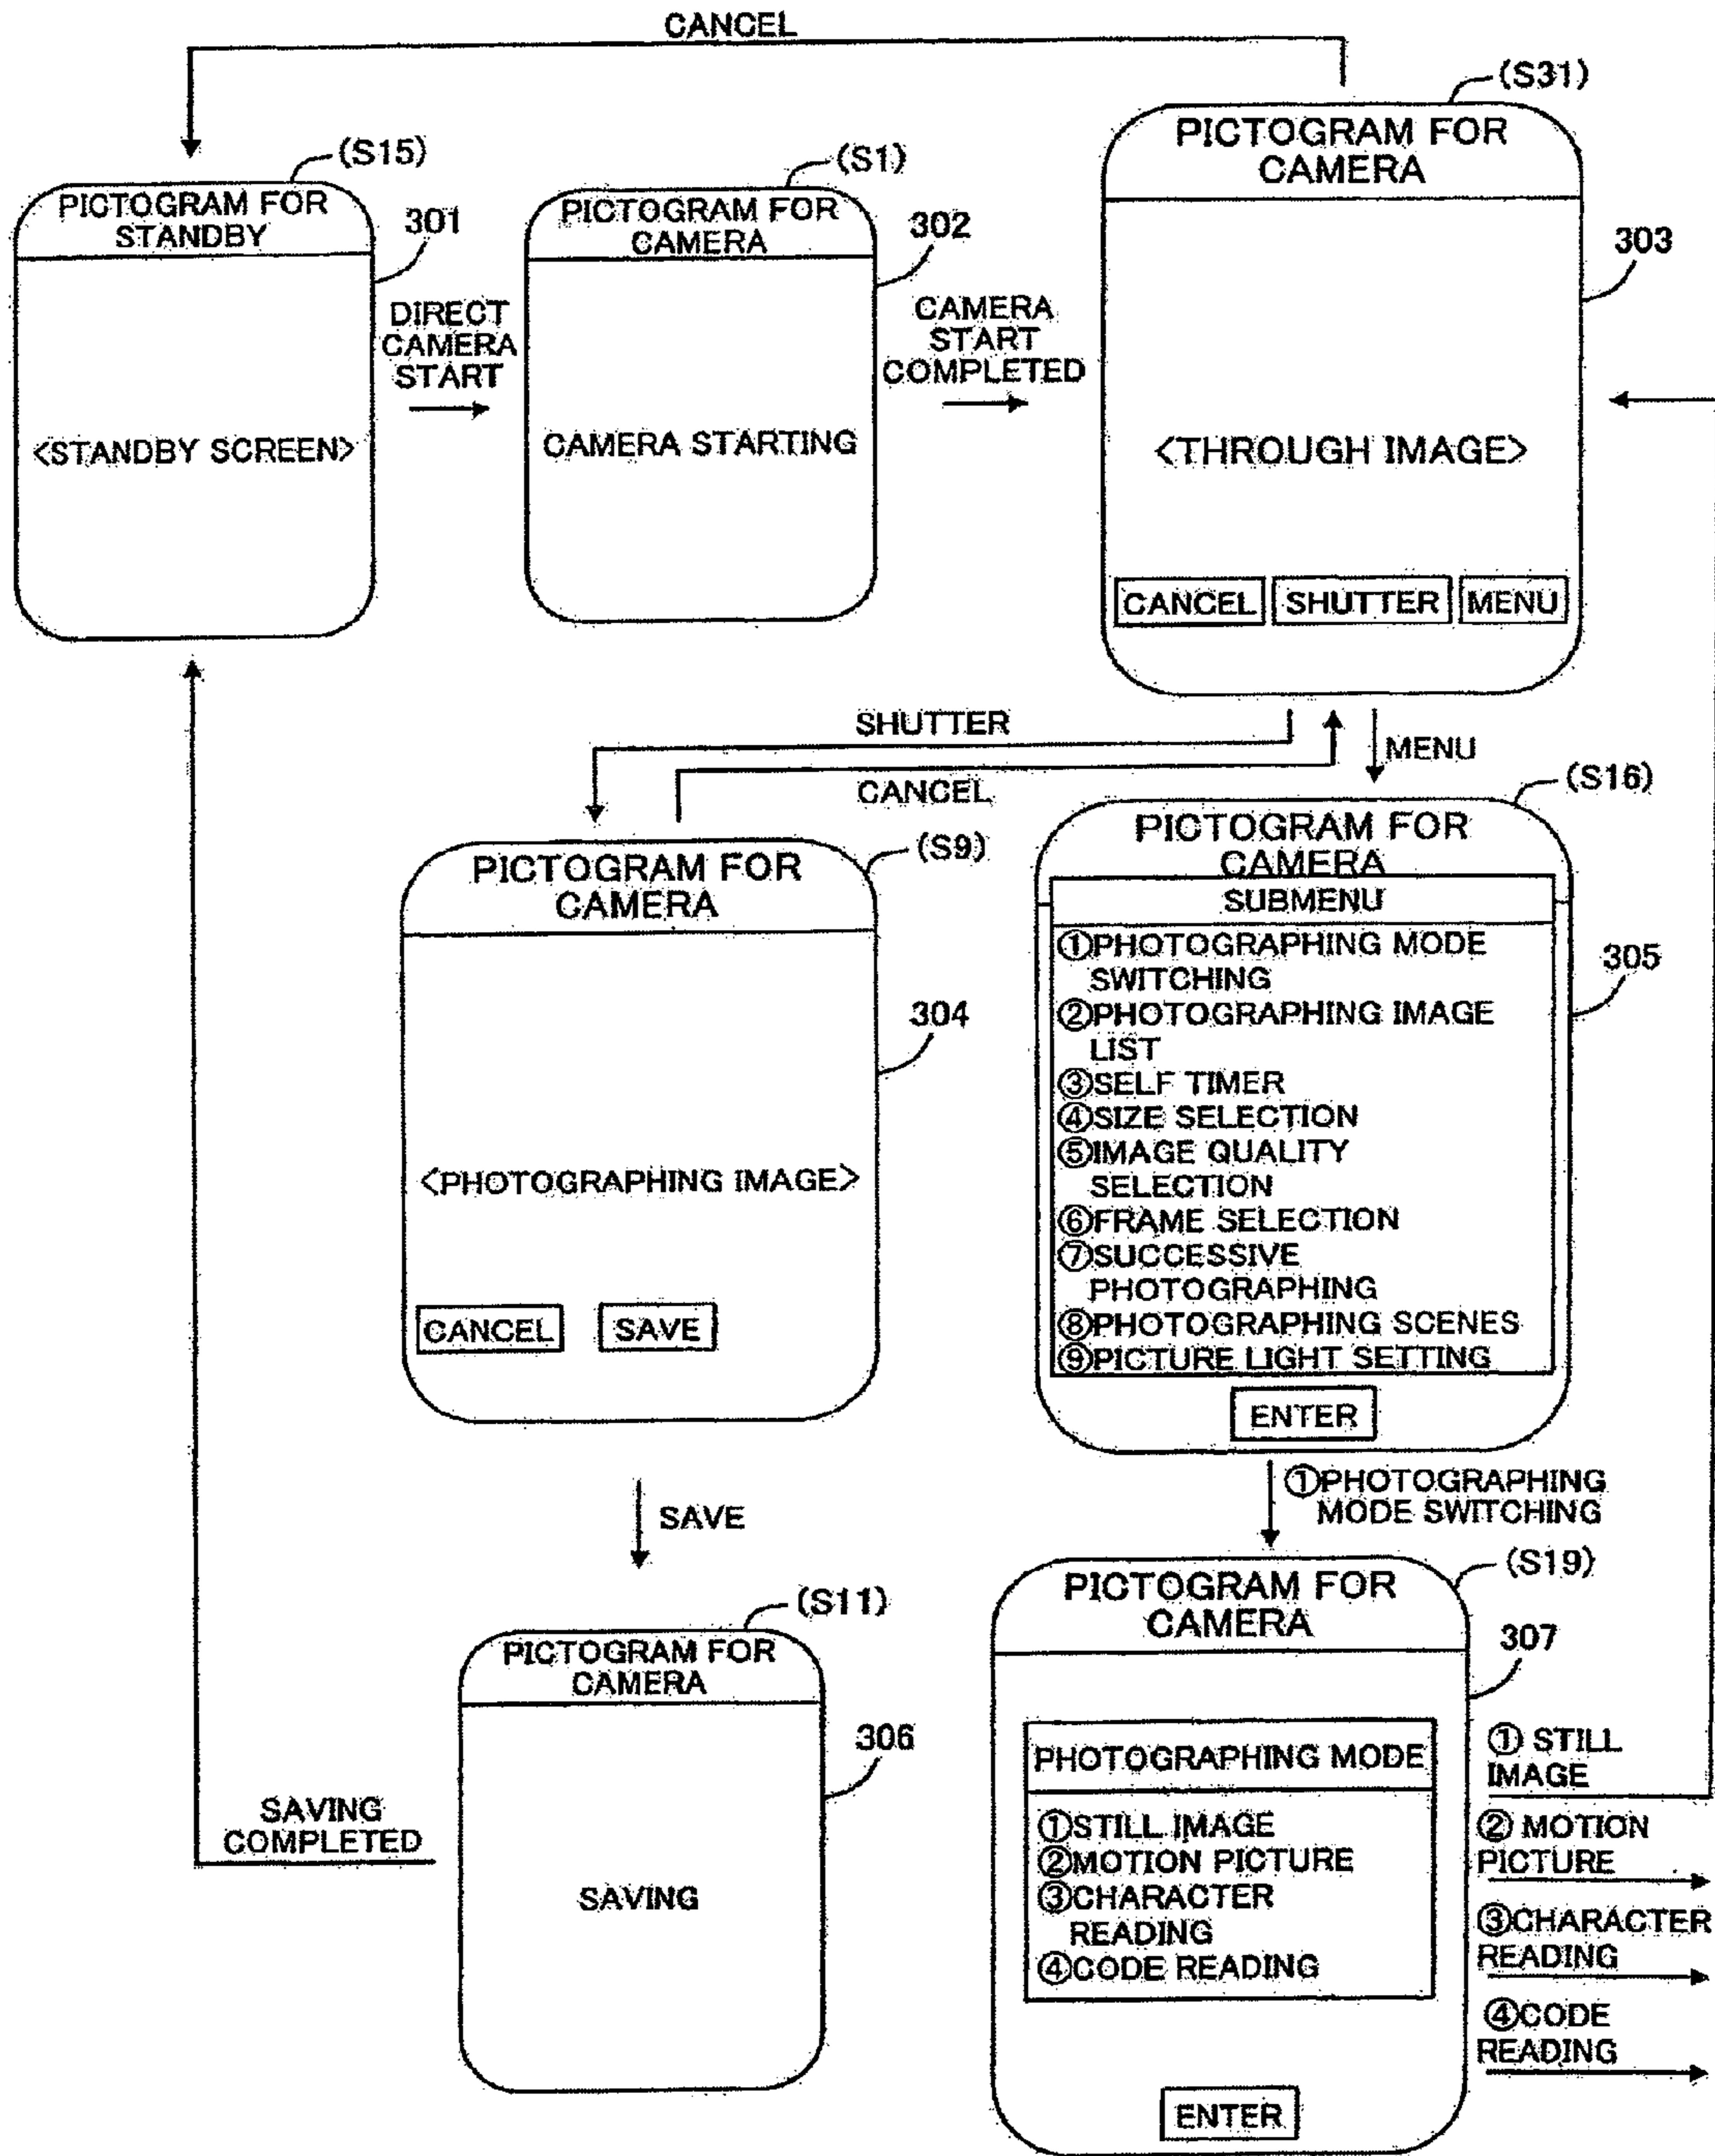 CANCEL
(S15)
PICTOGRAM FOR
STANDBY
301
<STANDBY SCREEN>
DIRECT
CAMERA
START
(S1)
PICTOGRAM FOR
CAMERA
302
CAMERA STARTING
CAMERA
START
COMPLETED
(S31)
PICTOGRAM FOR
CAMERA
303
<THROUGH IMAGE>
CANCEL SHUTTER MENU
SHUTTER
CANCEL
MENU
(S9)
PICTOGRAM FOR
CAMERA
304
<PHOTOGRAPHING IMAGE>
CANCEL SAVE
SAVE
(S16)
PICTOGRAM FOR
CAMERA
SUBMENU
305
①PHOTOGRAPHING MODE
SWITCHING
②PHOTOGRAPHING IMAGE
LIST
③SELF TIMER
④SIZE SELECTION
⑤IMAGE QUALITY
SELECTION
⑥FRAME SELECTION
⑦SUCCESSIVE
PHOTOGRAPHING
⑧PHOTOGRAPHING SCENES
⑨PICTURE LIGHT SETTING
ENTER
①PHOTOGRAPHING
MODE SWITCHING
(S11)
PICTOGRAM FOR
CAMERA
306
SAVING
SAVING
COMPLETED
(S19)
PICTOGRAM FOR
CAMERA
307
PHOTOGRAPHING MODE
①STILL IMAGE
②MOTION PICTURE
③CHARACTER
READING
④CODE READING
ENTER
① STILL
IMAGE
② MOTION
PICTURE
③CHARACTER
READING
④CODE
READING